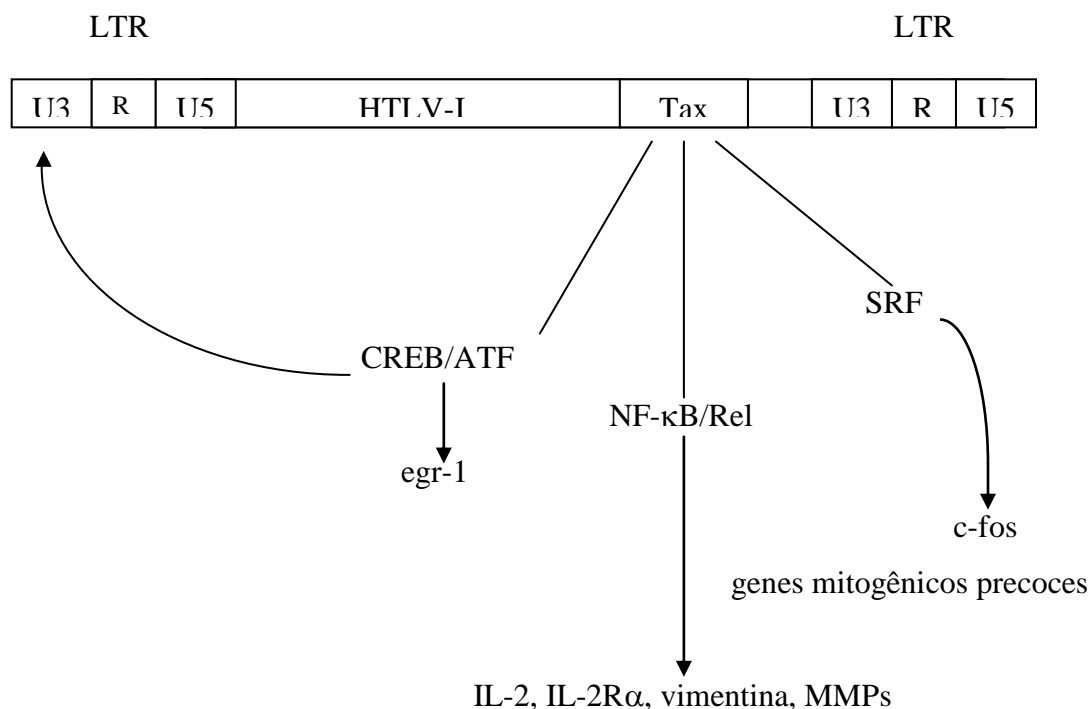 LTR LTR
U3 R U5 HTLV-I Tax U3 R U5
SRF
CREB/ATF
NF-κB/Rel
egr-1
c-fos
genes mitogênicos precoces
IL-2, IL-2Rα, vimentina, MMPs